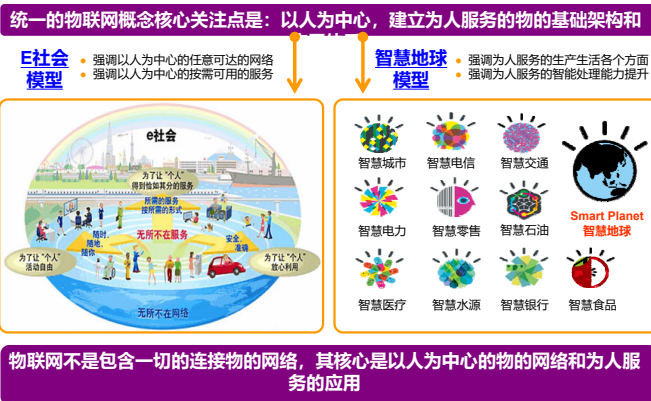 统一的物联网概念核心关注点是：以人为中心，建立为人服务的物的基础架构和
E社会
模型
• 强调以人为中心的任意可达的网络
• 强调以人为中心的按需可用的服务
智慧地球
模型
• 强调为人服务的生产生活各个方面
• 强调为人服务的智能处理能力提升
e社会
为了让“个人”
得到恰如其分的服务
所需的服务
按所需的形式
无所不在服务
随时,
随地,
随你
安全,
准确
为了让“个人”
活动自由
为了让“个人”
放心利用
无所不在网络
智慧城市
智慧电信
智慧交通
智慧电力
智慧零售
智慧石油
Smart Planet
智慧地球
智慧医疗
智慧水源
智慧银行
智慧食品
物联网不是包含一切的连接物的网络，其核心是以人为中心的物的网络和为人服
务的应用